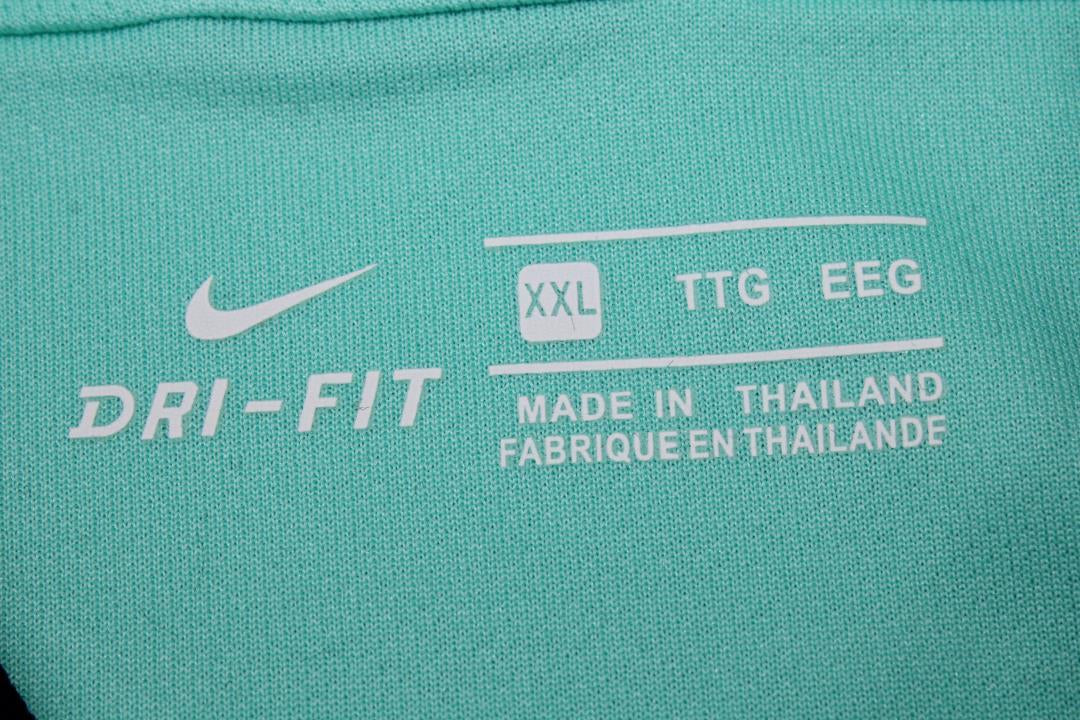 DRI-FIT
XXL TTG EEG
MADE IN THAILAND
FABRIQUE EN THAILANDE